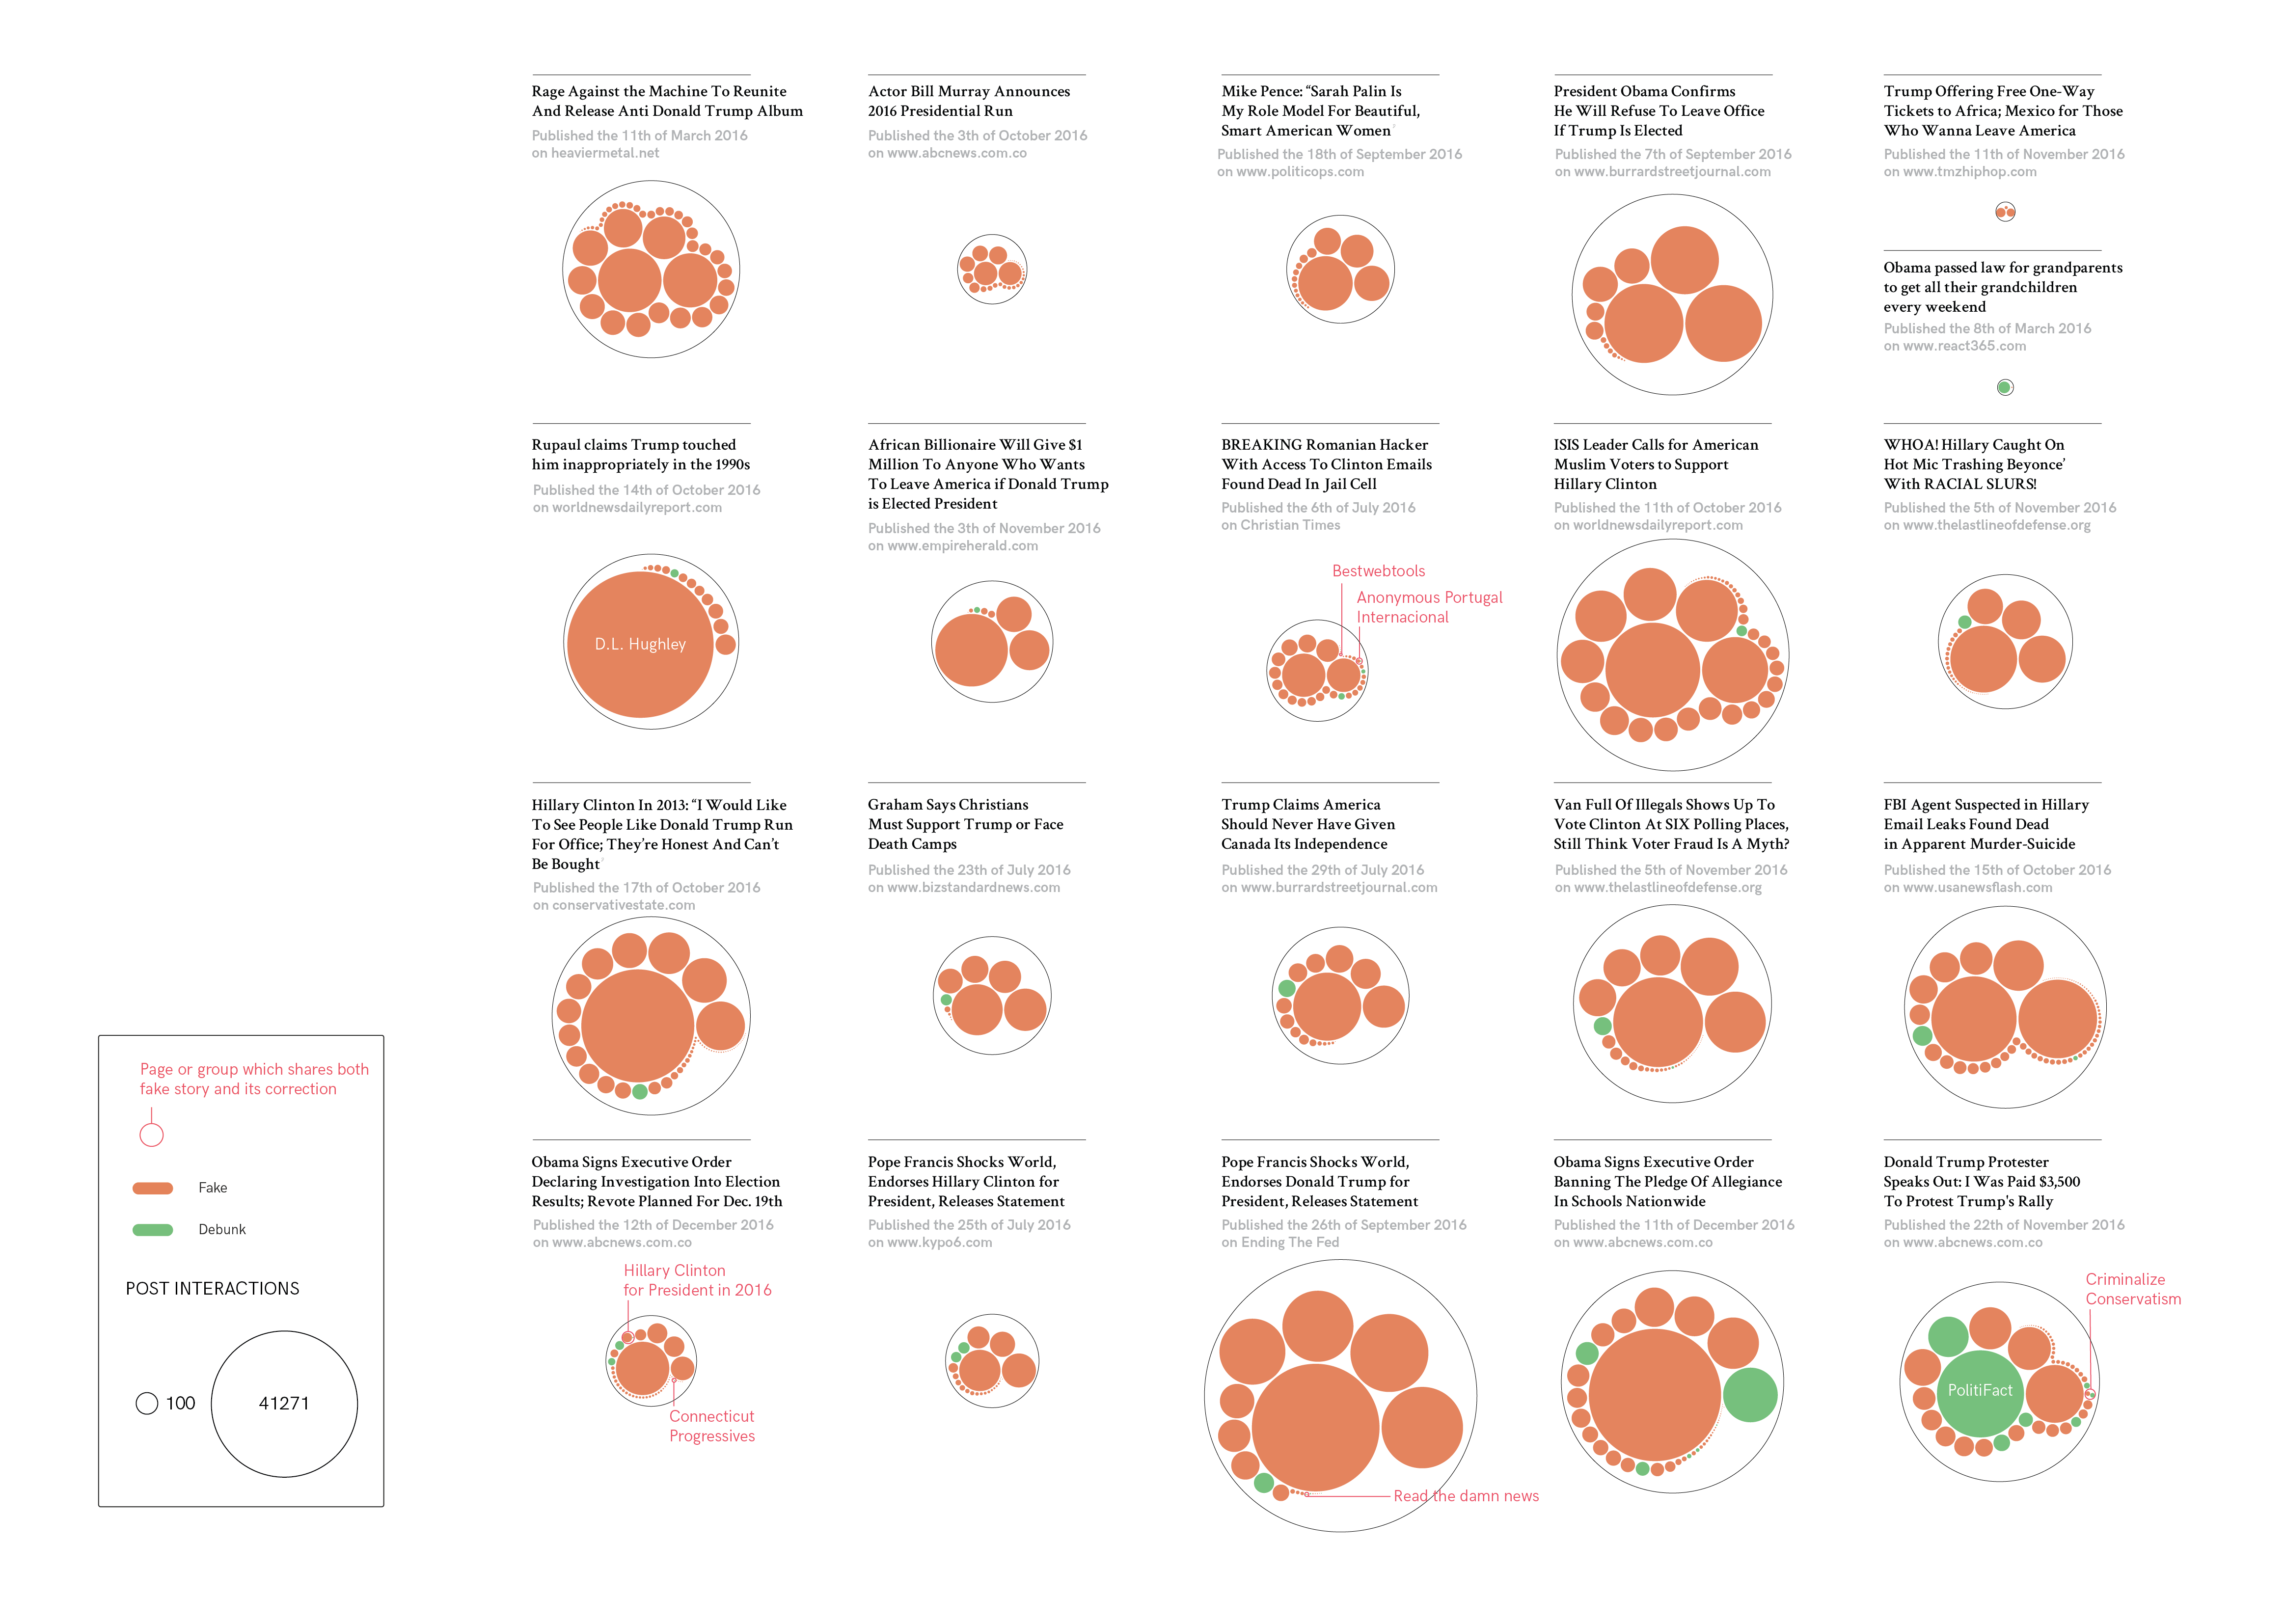 Rage Against the Machine To Reunite
And Release Anti Donald Trump Album
Published the 11th of March 2016
on heaviermetal.net
Actor Bill Murray Announces
2016 Presidential Run
Published the 3th of October 2016
on www.abcnews.com.co
Mike Pence: “Sarah Palin Is
My Role Model For Beautiful,
Smart American Women’
Published the 18th of September 2016
on www.politicops.com
President Obama Confirms
He Will Refuse To Leave Office
If Trump Is Elected
Published the 7th of September 2016
on www.burrardstreetjournal.com
Trump Offering Free One-Way
Tickets to Africa; Mexico for Those
Who Wanna Leave America
Published the 11th of November 2016
on www.tmzhiphop.com
Obama passed law for grandparents
to get all their grandchildren
every weekend
Published the 8th of March 2016
on www.react365.com
Rupaul claims Trump touched
him inappropriately in the 1990s
Published the 14th of October 2016
on worldnewsdailyreport.com
D.L. Hughley
African Billionaire Will Give $1
Million To Anyone Who Wants
To Leave America if Donald Trump
is Elected President
Published the 3th of November 2016
on www.empireherald.com
BREAKING Romanian Hacker
With Access To Clinton Emails
Found Dead In Jail Cell
Published the 6th of July 2016
on Christian Times
Bestwebtools
Anonymous Portugal
Internacional
ISIS Leader Calls for American
Muslim Voters to Support
Hillary Clinton
Published the 11th of October 2016
on worldnewsdailyreport.com
WHOA! Hillary Caught On
Hot Mic Trashing Beyonce’
With RACIAL SLURS!
Published the 5th of November 2016
on www.thelastlineofdefense.org
Hillary Clinton In 2013: “I Would Like
To See People Like Donald Trump Run
For Office; They’re Honest And Can’t
Be Bought’
Published the 17th of October 2016
on conservativestate.com
Graham Says Christians
Must Support Trump or Face
Death Camps
Published the 23th of July 2016
on www.bizstandardnews.com
Trump Claims America
Should Never Have Given
Canada Its Independence
Published the 29th of July 2016
on www.burrardstreetjournal.com
Van Full Of Illegals Shows Up To
Vote Clinton At SIX Polling Places,
Still Think Voter Fraud Is A Myth?
Published the 5th of November 2016
on www.thelastlineofdefense.org
FBI Agent Suspected in Hillary
Email Leaks Found Dead
in Apparent Murder-Suicide
Published the 15th of October 2016
on www.usanewsflash.com
Obama Signs Executive Order
Declaring Investigation Into Election
Results; Revote Planned For Dec. 19th
Published the 12th of December 2016
on www.abcnews.com.co
Hillary Clinton
for President in 2016
Connecticut
Progressives
Pope Francis Shocks World,
Endorses Hillary Clinton for
President, Releases Statement
Published the 25th of July 2016
on www.kypo6.com
Pope Francis Shocks World,
Endorses Donald Trump for
President, Releases Statement
Published the 26th of September 2016
on Ending The Fed
Read the damn news
Obama Signs Executive Order
Banning The Pledge Of Allegiance
In Schools Nationwide
Published the 11th of December 2016
on www.abcnews.com.co
Donald Trump Protester
Speaks Out: I Was Paid $3,500
To Protest Trump's Rally
Published the 22th of November 2016
on www.abcnews.com.co
Criminalize
Conservatism
PolitiFact
Page or group which shares both
fake story and its correction
Fake
Debunk
POST INTERACTIONS
100
41271